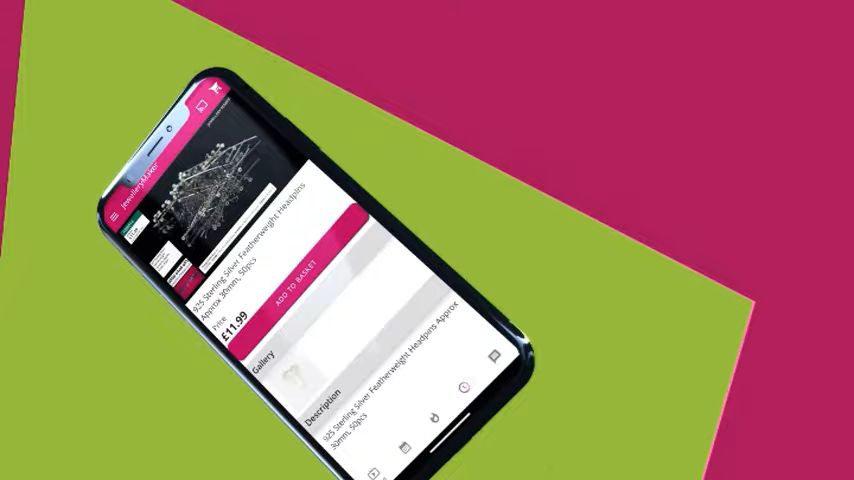 JewelleryMaker
925 Sterling Silver Featherweight Headpins
Approx 30mm, 50pcs
Price
£11.99
ADD TO BASKET
Gallery
Description
925 Sterling Silver Featherweight Headpins Approx
30mm, 50pcs